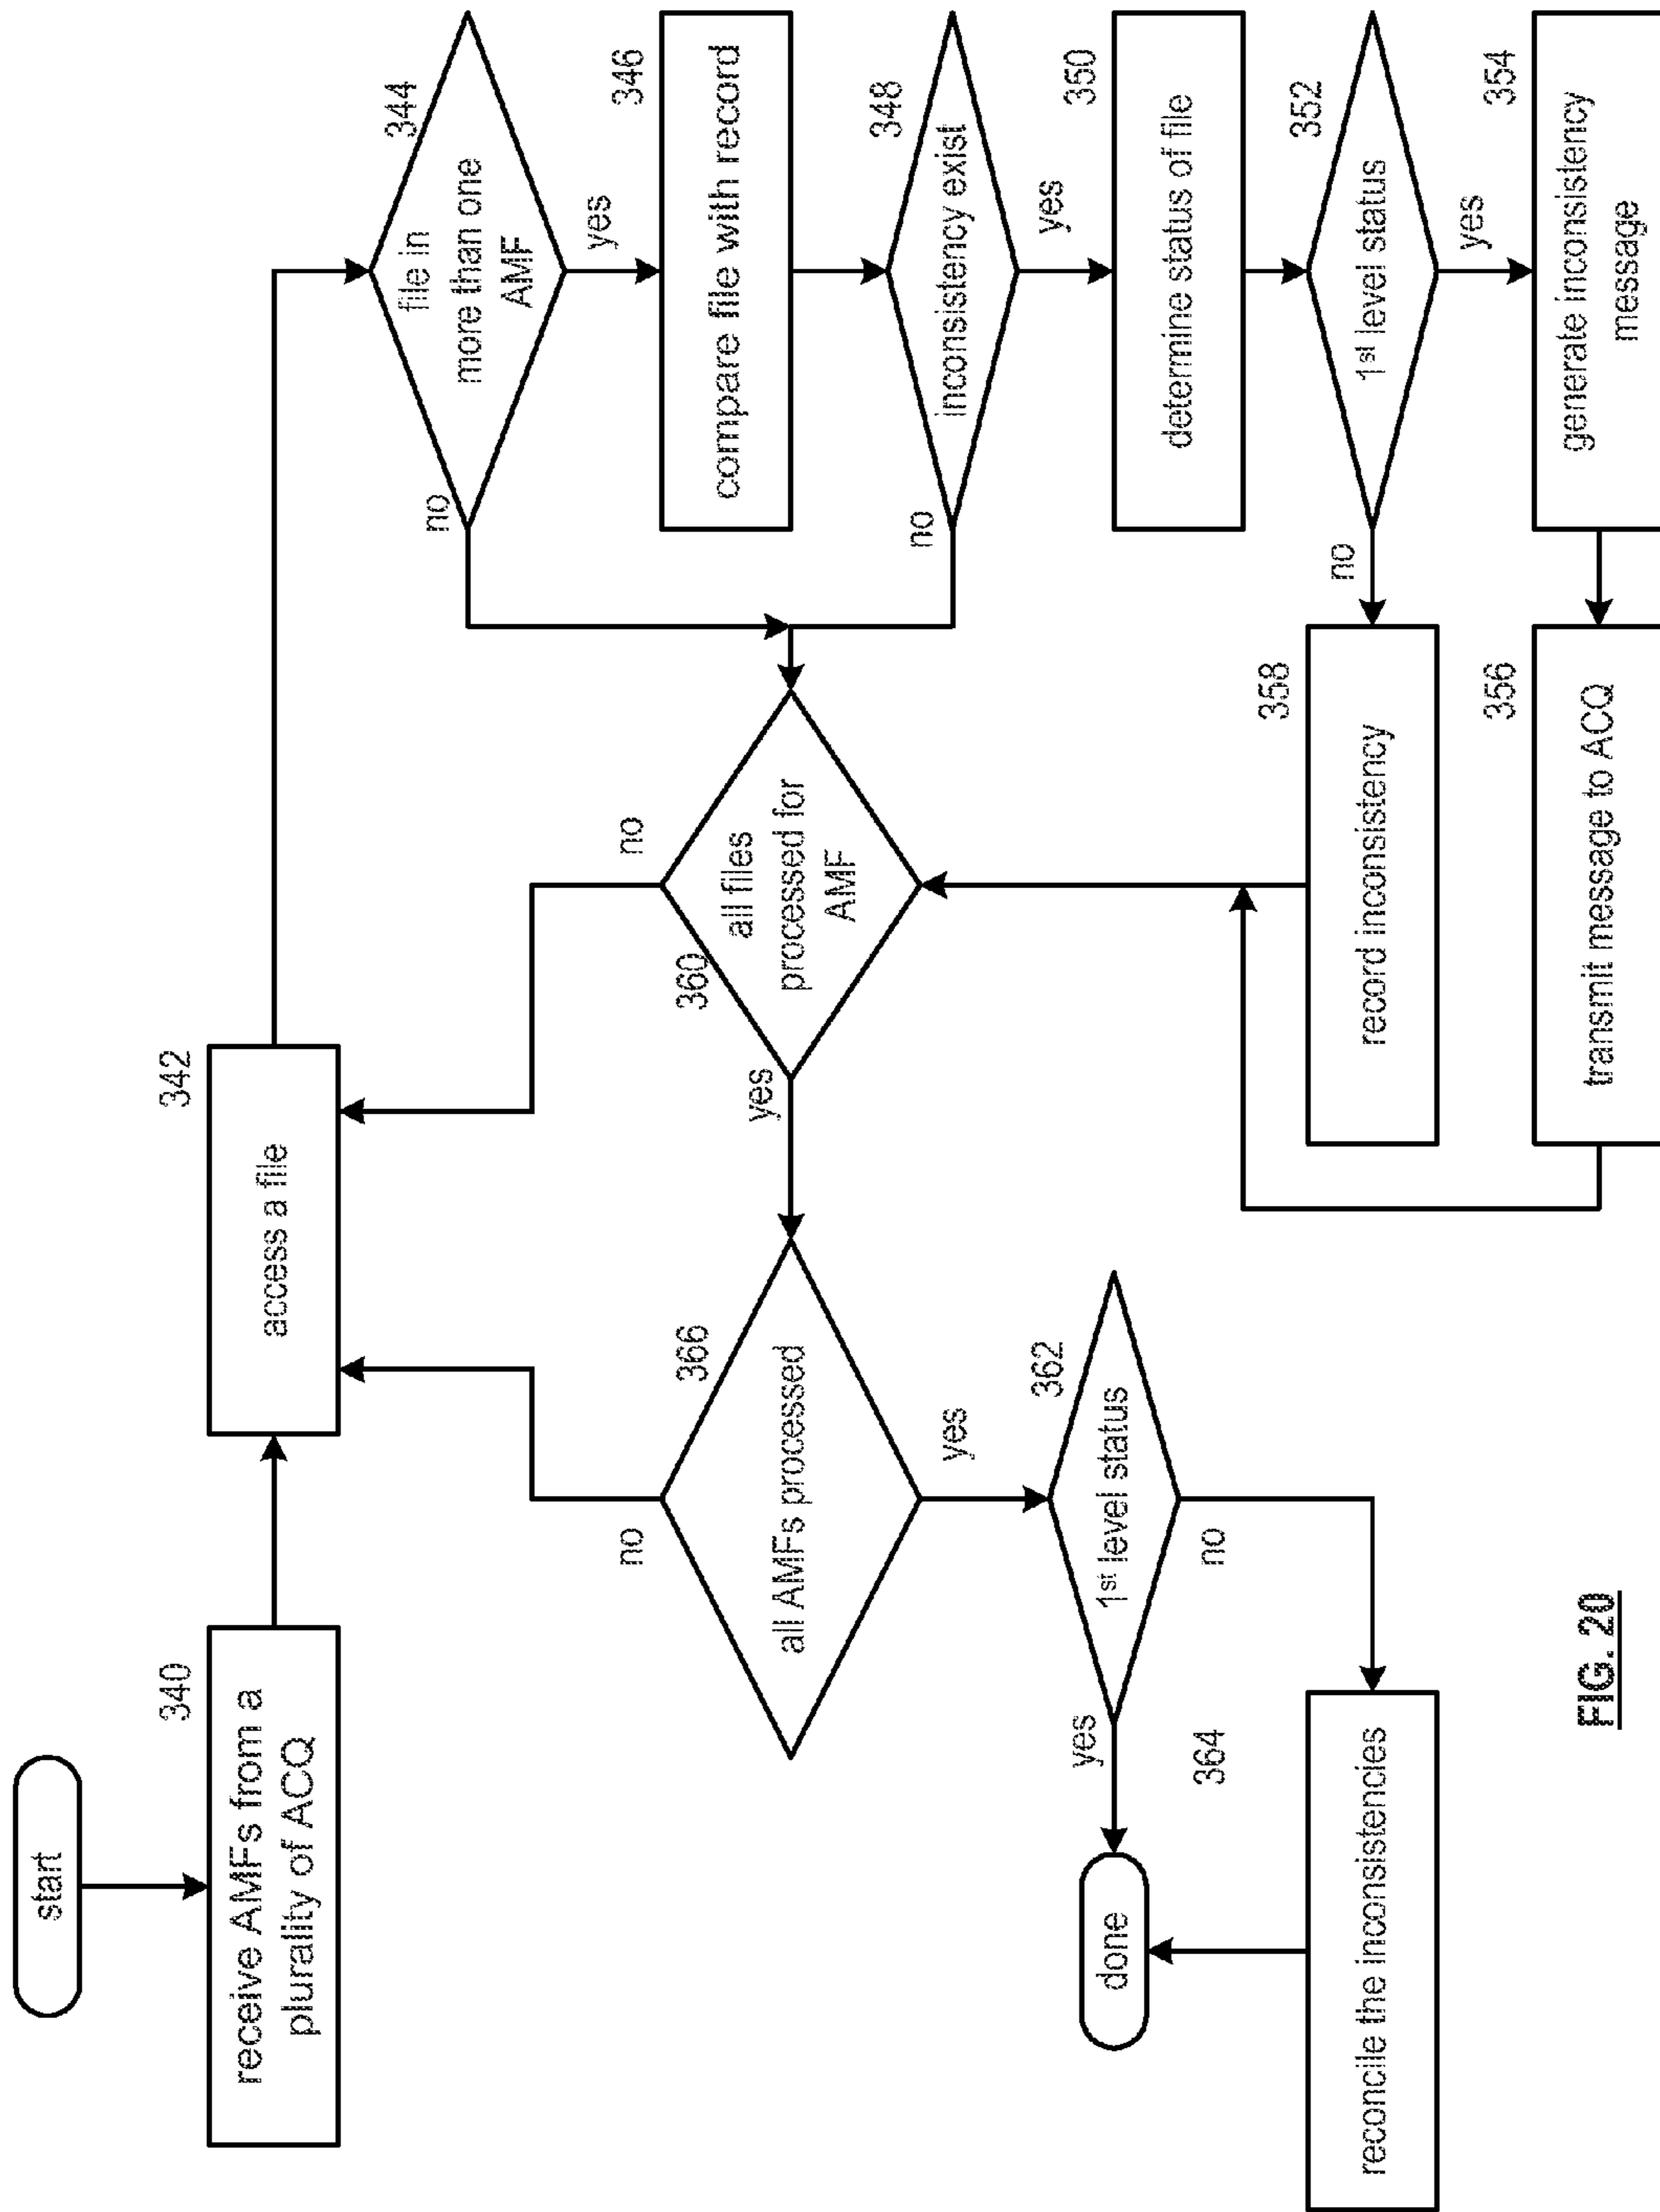 start
340
receive AMFs from a
plurality of ACQ
342
access a file
344
file in
more than one
AMF
no
yes
346
compare file with record
348
inconsistency exist
no
yes
350
determine status of file
352
1st level status
no
yes
354
generate inconsistency
message
356
transmit message to ACQ
358
record inconsistency
360
all files
processed for
AMF
no
yes
366
all AMFs processed
no
yes
362
1st level status
yes
no
364
reconcile the inconsistencies
done
FIG. 20